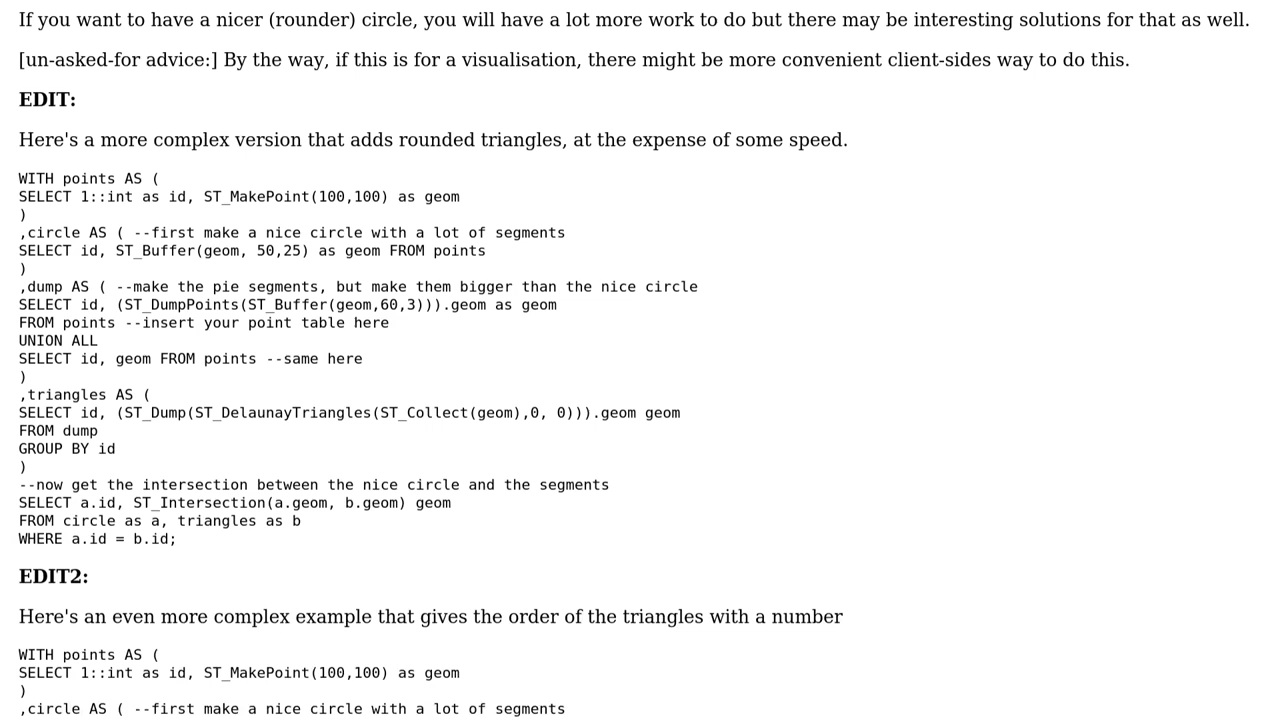 If you want to have a nicer (rounder) circle, you will have a lot more work to do but there may be interesting solutions for that as well.
[un-asked-for advice:] By the way, if this is for a visualisation, there might be more convenient client-sides way to do this.
EDIT:
Here's a more complex version that adds rounded triangles, at the expense of some speed.
WITH points AS (
SELECT 1::int as id, ST_MakePoint(100,100) as geom
)
,circle AS ( --first make a nice circle with a lot of segments
SELECT id, ST_Buffer(geom, 50,25) as geom FROM points
)
,dump AS ( --make the pie segments, but make them bigger than the nice circle
SELECT id, (ST_DumpPoints(ST_Buffer(geom,60,3))).geom as geom
FROM points --insert your point table here
UNION ALL
SELECT id, geom FROM points --same here
)
,triangles AS (
SELECT id, (ST_Dump(ST_DelaunayTriangles(ST_Collect(geom),0, 0))).geom geom
FROM dump
GROUP BY id
)
--now get the intersection between the nice circle and the segments
SELECT a.id, ST_Intersection(a.geom, b.geom) geom
FROM circle as a, triangles as b
WHERE a.id = b.id;
EDIT2:
Here's an even more complex example that gives the order of the triangles with a number
WITH points AS (
SELECT 1::int as id, ST_MakePoint(100,100) as geom
)
,circle AS ( --first make a nice circle with a lot of segments